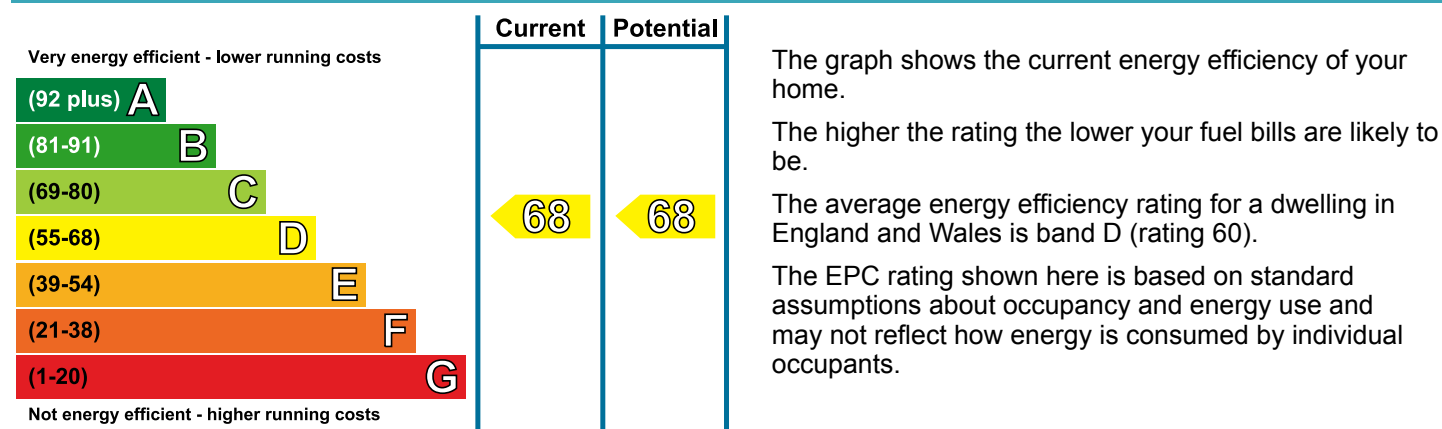 Current Potential
Very energy efficient - lower running costs
(92 plus) A
(81-91) B
(69-80) C
(55-68) D
(39-54) E
(21-38) F
(1-20) G
Not energy efficient - higher running costs
68 68
The graph shows the current energy efficiency of your
home.
The higher the rating the lower your fuel bills are likely to
be.
The average energy efficiency rating for a dwelling in
England and Wales is band D (rating 60).
The EPC rating shown here is based on standard
assumptions about occupancy and energy use and
may not reflect how energy is consumed by individual
occupants.